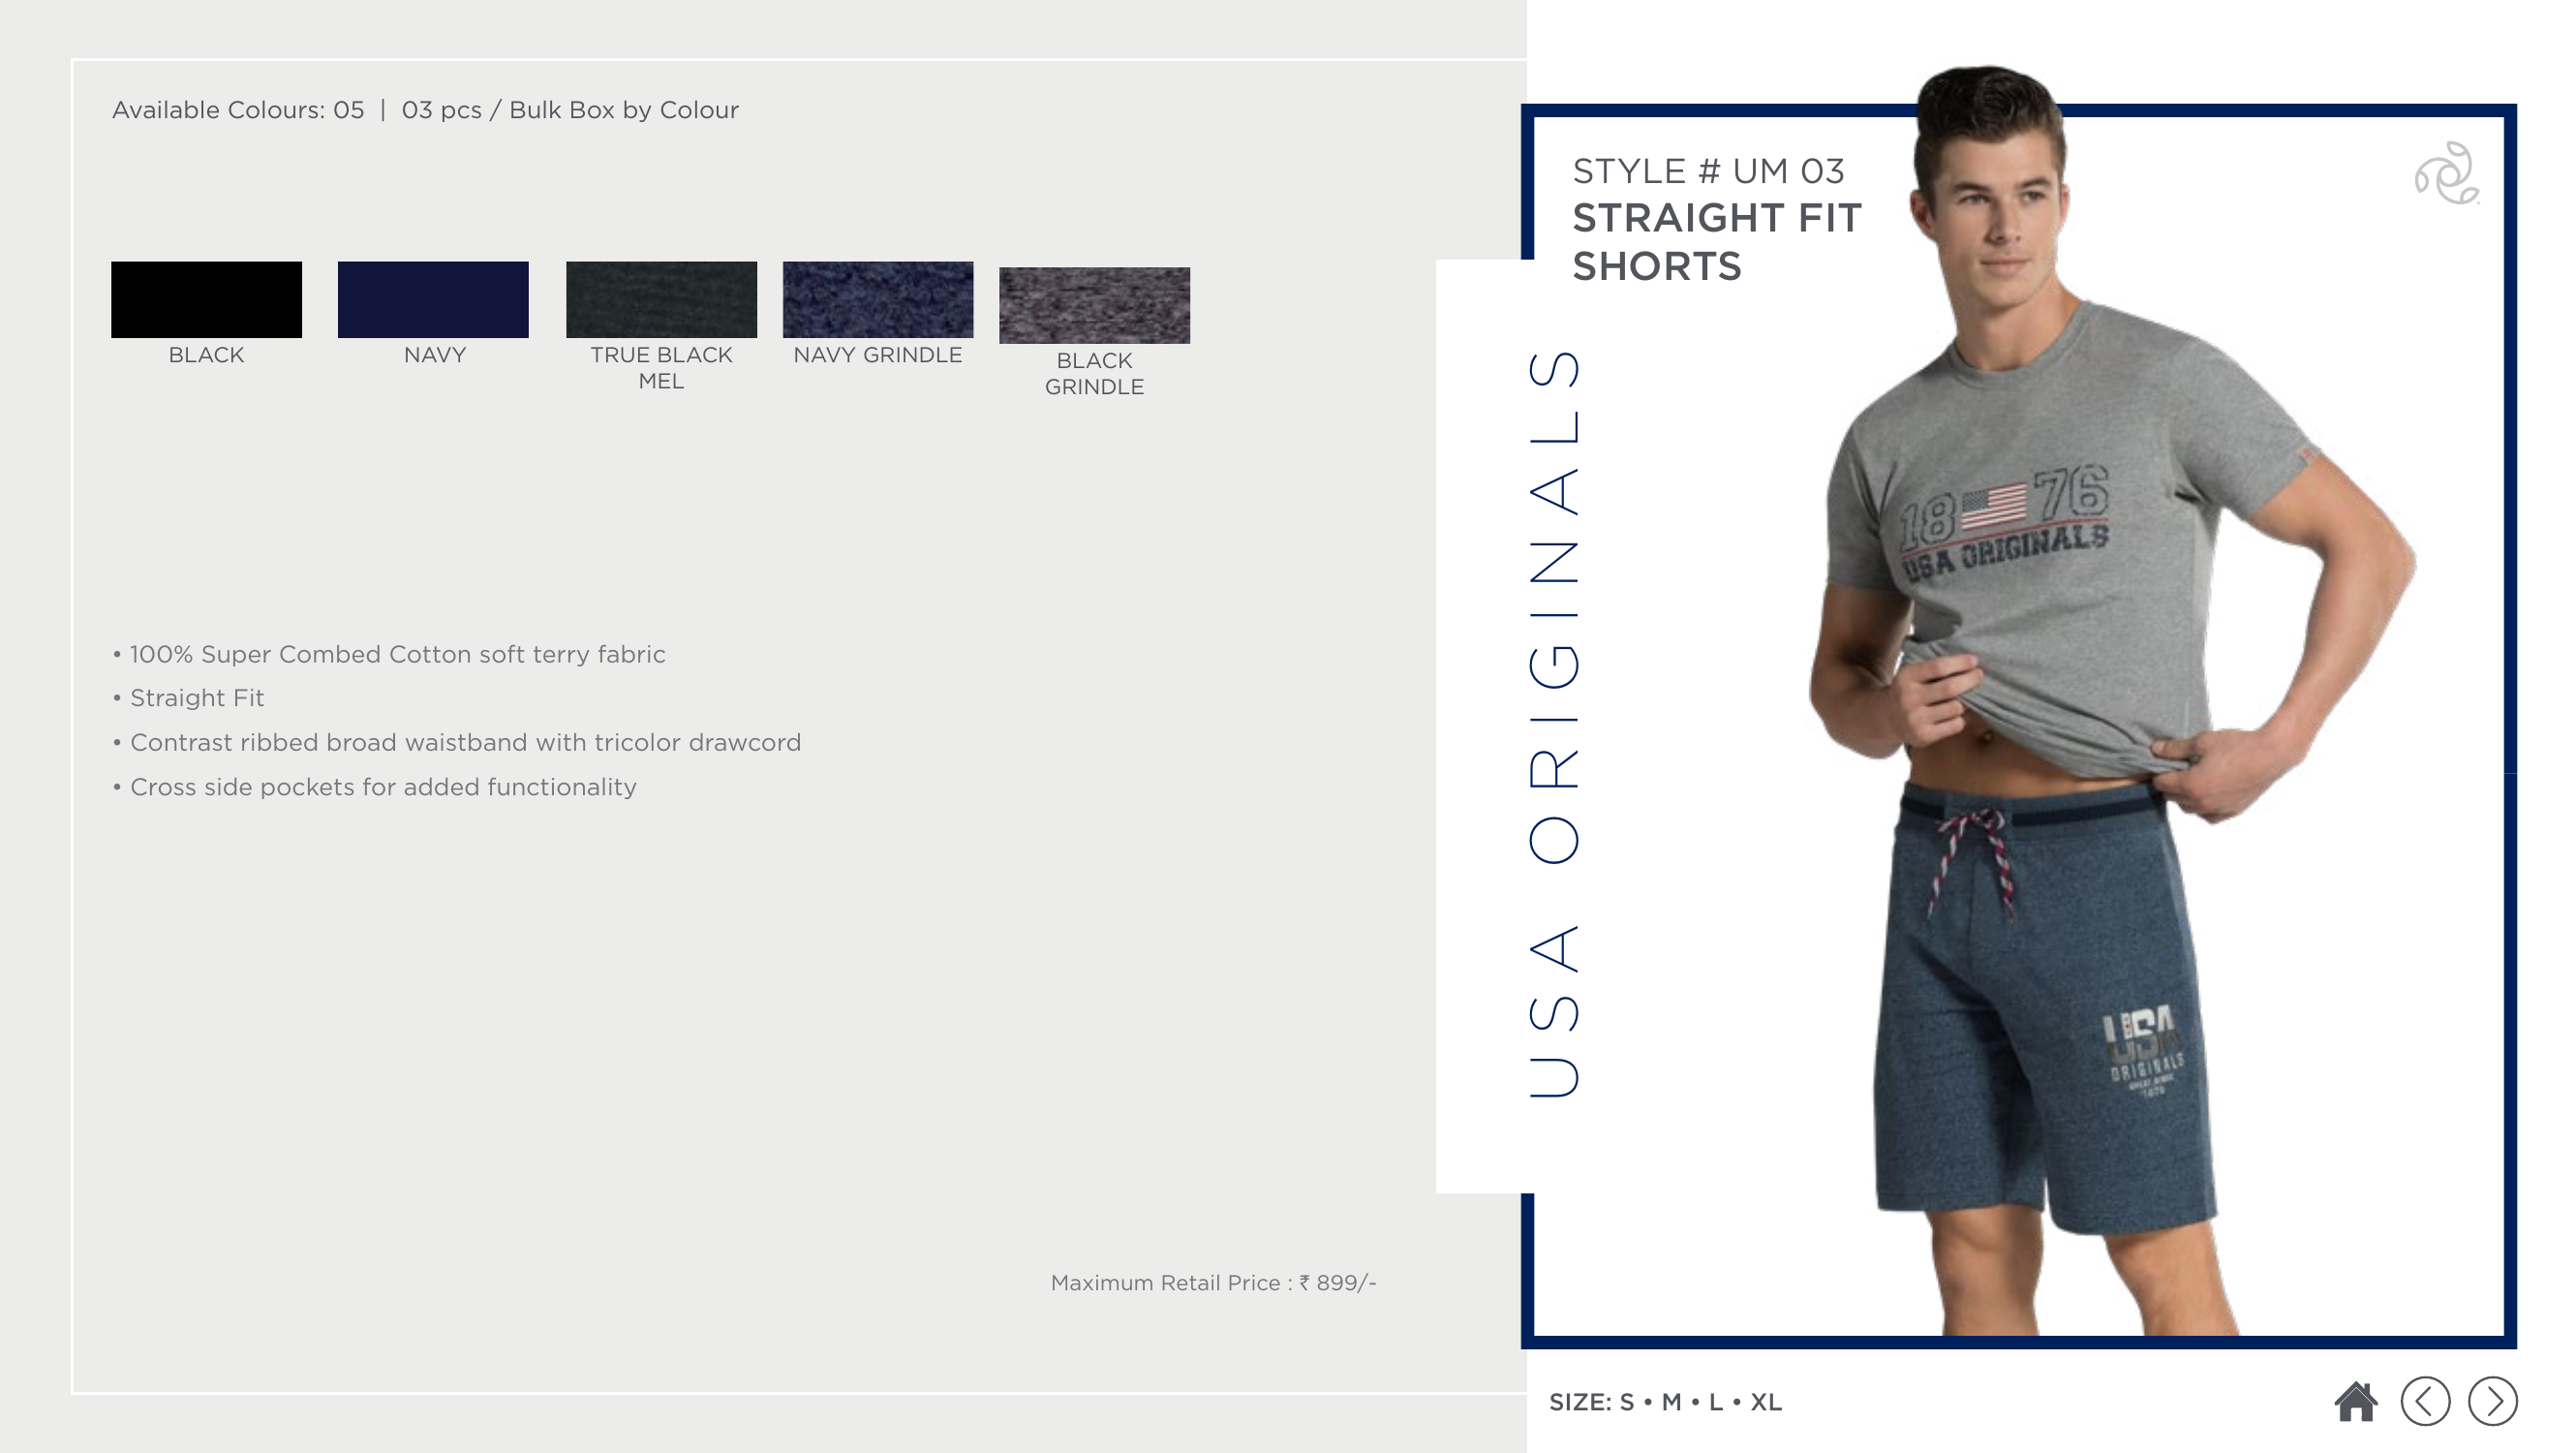 Available Colours: 05 | 03 pcs / Bulk Box by Colour
BLACK
NAVY
TRUE BLACK
MEL
NAVY GRINDLE
BLACK
GRINDLE
• 100% Super Combed Cotton soft terry fabric
• Straight Fit
• Contrast ribbed broad waistband with tricolor drawcord
• Cross side pockets for added functionality
Maximum Retail Price : ₹ 899/-
STYLE # UM 03
STRAIGHT FIT
SHORTS
USA ORIGINALS
18 76
USA ORIGINALS
USA
ORIGINALS
SIZE: S • M • L • XL